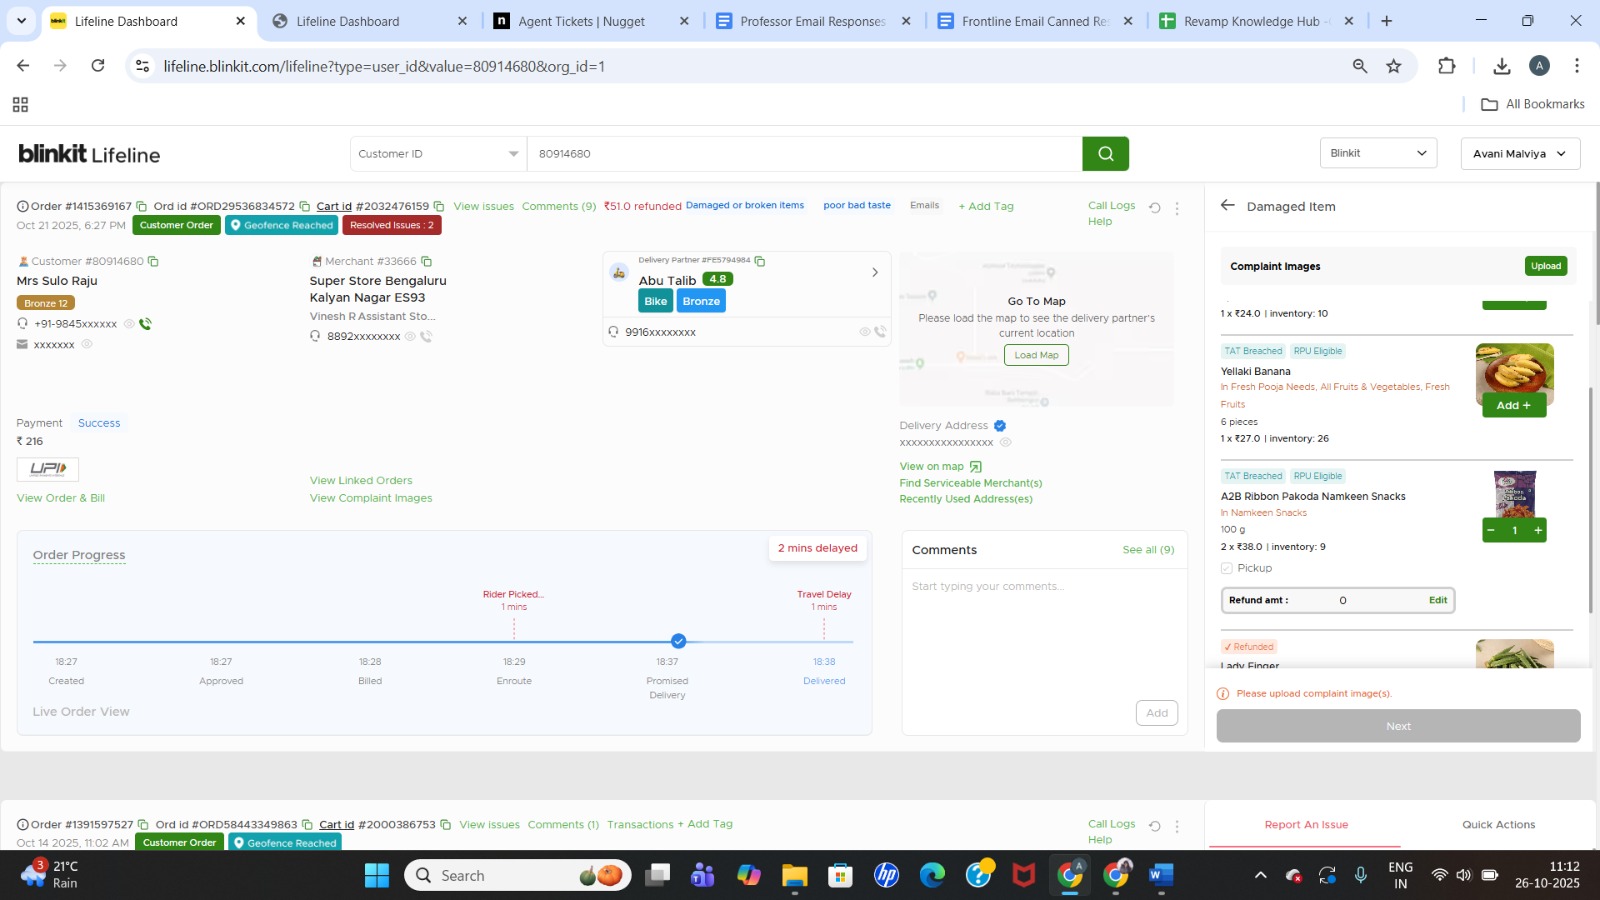 Lifeline Dashboard
Lifeline Dashboard
Agent Tickets | Nugget
Professor Email Responses
Frontline Email Canned Re
Revamp Knowledge Hub -
lifeline.blinkit.com/lifeline?type=user_id&value=80914680&org_id=1
A
All Bookmarks
blinkit Lifeline
Customer ID
80914680
Blinkit
Avani Malviya
Order #1415369167 Ord id #ORD29536834572 Cart id #2032476159 View issues Comments (9) ₹51.0 refunded Damaged or broken items poor bad taste Emails + Add Tag
Call Logs
Help
Oct 21 2025, 6:27 PM Customer Order Geofence Reached Resolved Issues : 2
Customer #80914680
Mrs Sulo Raju
Bronze 12
+91-9845xxxxxx
xxxxxxx
Merchant #33666
Super Store Bengaluru
Kalyan Nagar ES93
Vinesh R Assistant Sto...
8892xxxxxxxx
Delivery Partner #FE5794984
Abu Talib 4.8
Bike Bronze
9916xxxxxxxx
Go To Map
Please load the map to see the delivery partner's
current location
Load Map
Payment Success
₹ 216
UPI
View Order & Bill
View Linked Orders
View Complaint Images
Delivery Address
xxxxxxxxxxxxxxxx
View on map
Find Serviceable Merchant(s)
Recently Used Address(es)
Order Progress
2 mins delayed
Rider Picked...
1 mins
Travel Delay
1 mins
18:27
Created
18:27
Approved
18:28
Billed
18:29
Enroute
18:37
Promised
Delivery
18:38
Delivered
Live Order View
Comments
See all (9)
Start typing your comments...
Add
Damaged Item
Complaint Images
Upload
1 x ₹24.0 | inventory: 10
TAT Breached RPU Eligible
Yellaki Banana
In Fresh Pooja Needs, All Fruits & Vegetables, Fresh
Fruits
6 pieces
1 x ₹27.0 | inventory: 26
Add +
TAT Breached RPU Eligible
A2B Ribbon Pakoda Namkeen Snacks
In Namkeen Snacks
100 g
2 x ₹38.0 | inventory: 9
− 1 +
Pickup
Refund amt : 0 Edit
✓ Refunded
Lady Finger
Please upload complaint image(s).
Next
Order #1391597527 Ord id #ORD58443349863 Cart id #2000386753 View issues Comments (1) Transactions + Add Tag
Call Logs
Help
Oct 14 2025, 11:02 AM Customer Order Geofence Reached
Report An Issue
Quick Actions
3
21°C
Rain
Search
ENG
IN
11:12
26-10-2025